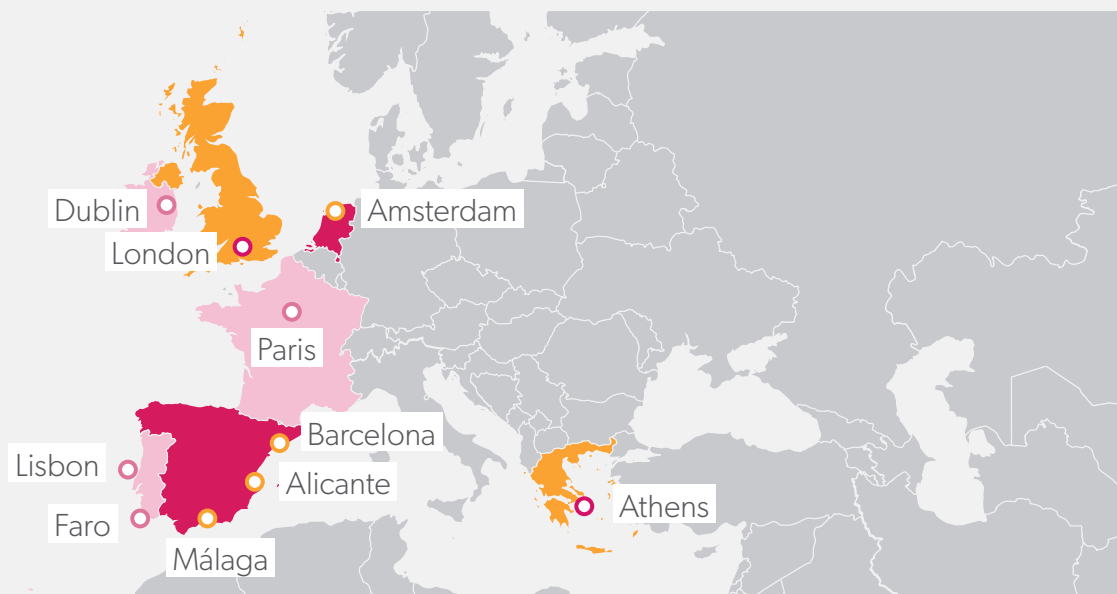 Dublin
Amsterdam
London
Paris
Barcelona
Lisbon
Alicante
Athens
Faro
Málaga